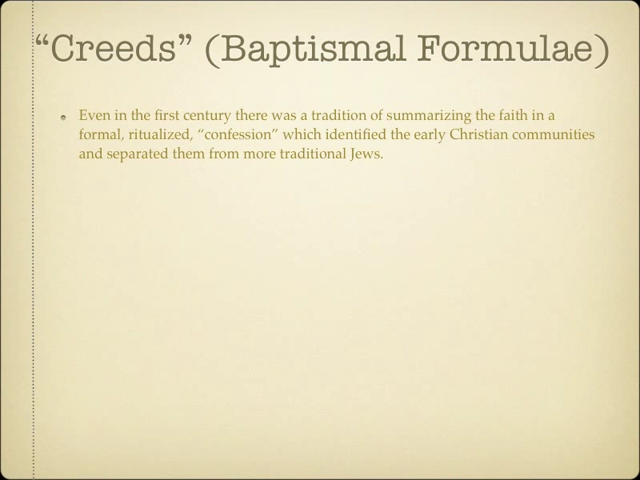 “Creeds” (Baptismal Formulae)
Even in the first century there was a tradition of summarizing the faith in a
formal, ritualized, “confession” which identified the early Christian communities
and separated them from more traditional Jews.